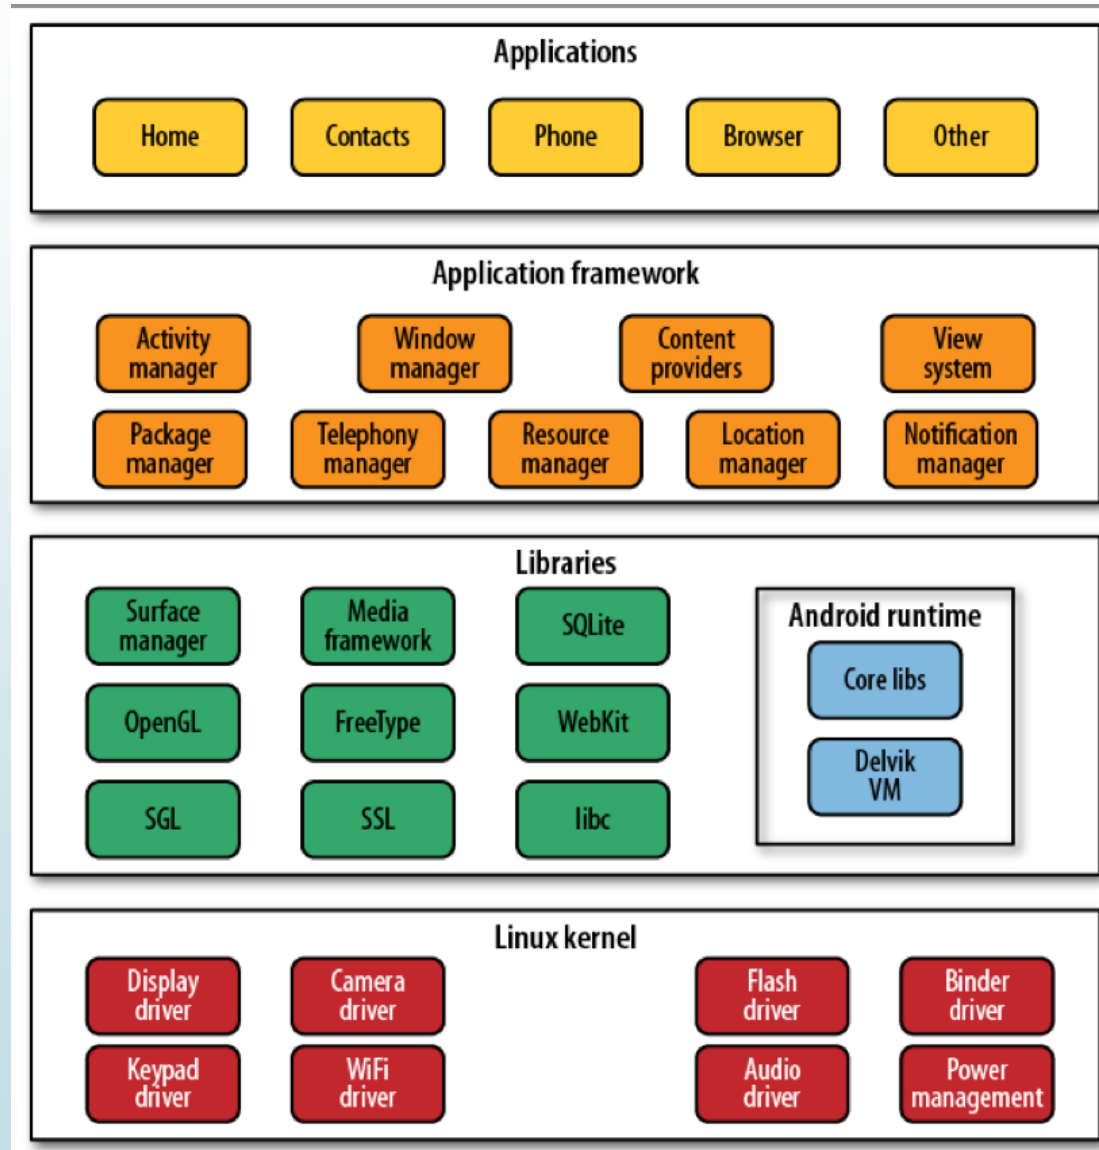 Applications
Home
Contacts
Phone
Browser
Other
Application framework
Activity
manager
Window
manager
Content
providers
View
system
Package
manager
Telephony
manager
Resource
manager
Location
manager
Notification
manager
Libraries
Surface
manager
Media
framework
SQLite
OpenGL
FreeType
WebKit
SGL
SSL
libc
Android runtime
Core libs
Delvik
VM
Linux kernel
Display
driver
Camera
driver
Flash
driver
Binder
driver
Keypad
driver
WiFi
driver
Audio
driver
Power
management